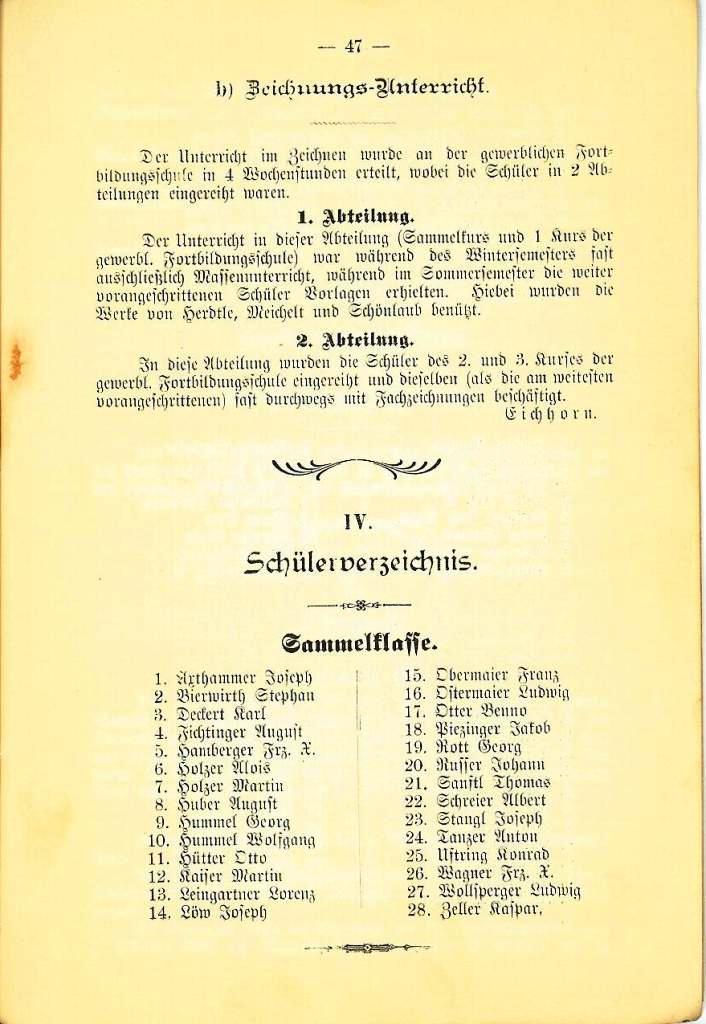 — 47 —
b) Zeichnungs-Unterricht.
Der Unterricht im Zeichnen wurde an der gewerblichen Fort-
bildungsschule in 4 Wochenstunden erteilt, wobei die Schüler in 2 Ab-
teilungen eingereiht waren.
1. Abteilung.
Der Unterricht in dieser Abteilung (Sammelkurs und 1 Kurs der
gewerbl. Fortbildungsschule) war während des Wintersemesters fast
ausschließlich Massenunterricht, während im Sommersemester die weiter
vorangeschrittenen Schüler Vorlagen erhielten. Hiebei wurden die
Werke von Herdtle, Meichelt und Schönlaub benützt.
2. Abteilung.
In diese Abteilung wurden die Schüler des 2. und 3. Kurses der
gewerbl. Fortbildungsschule eingereiht und dieselben (als die am weitesten
vorangeschrittenen) fast durchwegs mit Fachzeichnungen beschäftigt.
Eichhorn.
IV.
Schülerverzeichnis.
Sammelklasse.
1. Axthammer Joseph
2. Bierwirth Stephan
3. Deckert Karl
4. Fichtinger August
5. Hamberger Frz. X.
6. Holzer Alois
7. Holzer Martin
8. Huber August
9. Hummel Georg
10. Hummel Wolfgang
11. Hütter Otto
12. Kaiser Martin
13. Leingartner Lorenz
14. Löw Joseph
15. Obermaier Franz
16. Ostermaier Ludwig
17. Otter Benno
18. Piezinger Jakob
19. Rott Georg
20. Russer Johann
21. Sanftl Thomas
22. Schreier Albert
23. Stangl Joseph
24. Tanzer Anton
25. Ustring Konrad
26. Wagner Frz. X.
27. Wollsperger Ludwig
28. Zeller Kaspar.